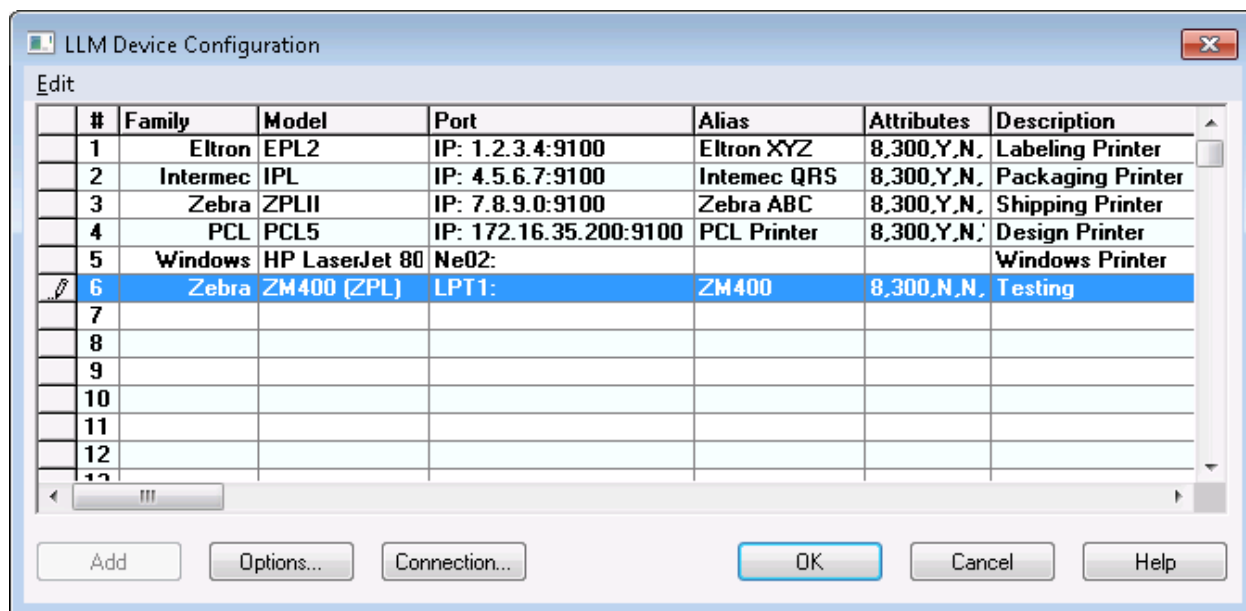 LLM Device Configuration
Edit
# Family Model Port Alias Attributes Description
1 Eltron EPL2 IP: 1.2.3.4:9100 Eltron XYZ 8,300,Y,N, Labeling Printer
2 Intermec IPL IP: 4.5.6.7:9100 Intemec QRS 8,300,Y,N, Packaging Printer
3 Zebra ZPLII IP: 7.8.9.0:9100 Zebra ABC 8,300,Y,N, Shipping Printer
4 PCL PCL5 IP: 172.16.35.200:9100 PCL Printer 8,300,Y,N, Design Printer
5 Windows HP LaserJet 80 Ne02: Windows Printer
6 Zebra ZM400 (ZPL) LPT1: ZM400 8,300,N,N, Testing
7
8
9
10
11
12
13
Add Options... Connection... OK Cancel Help